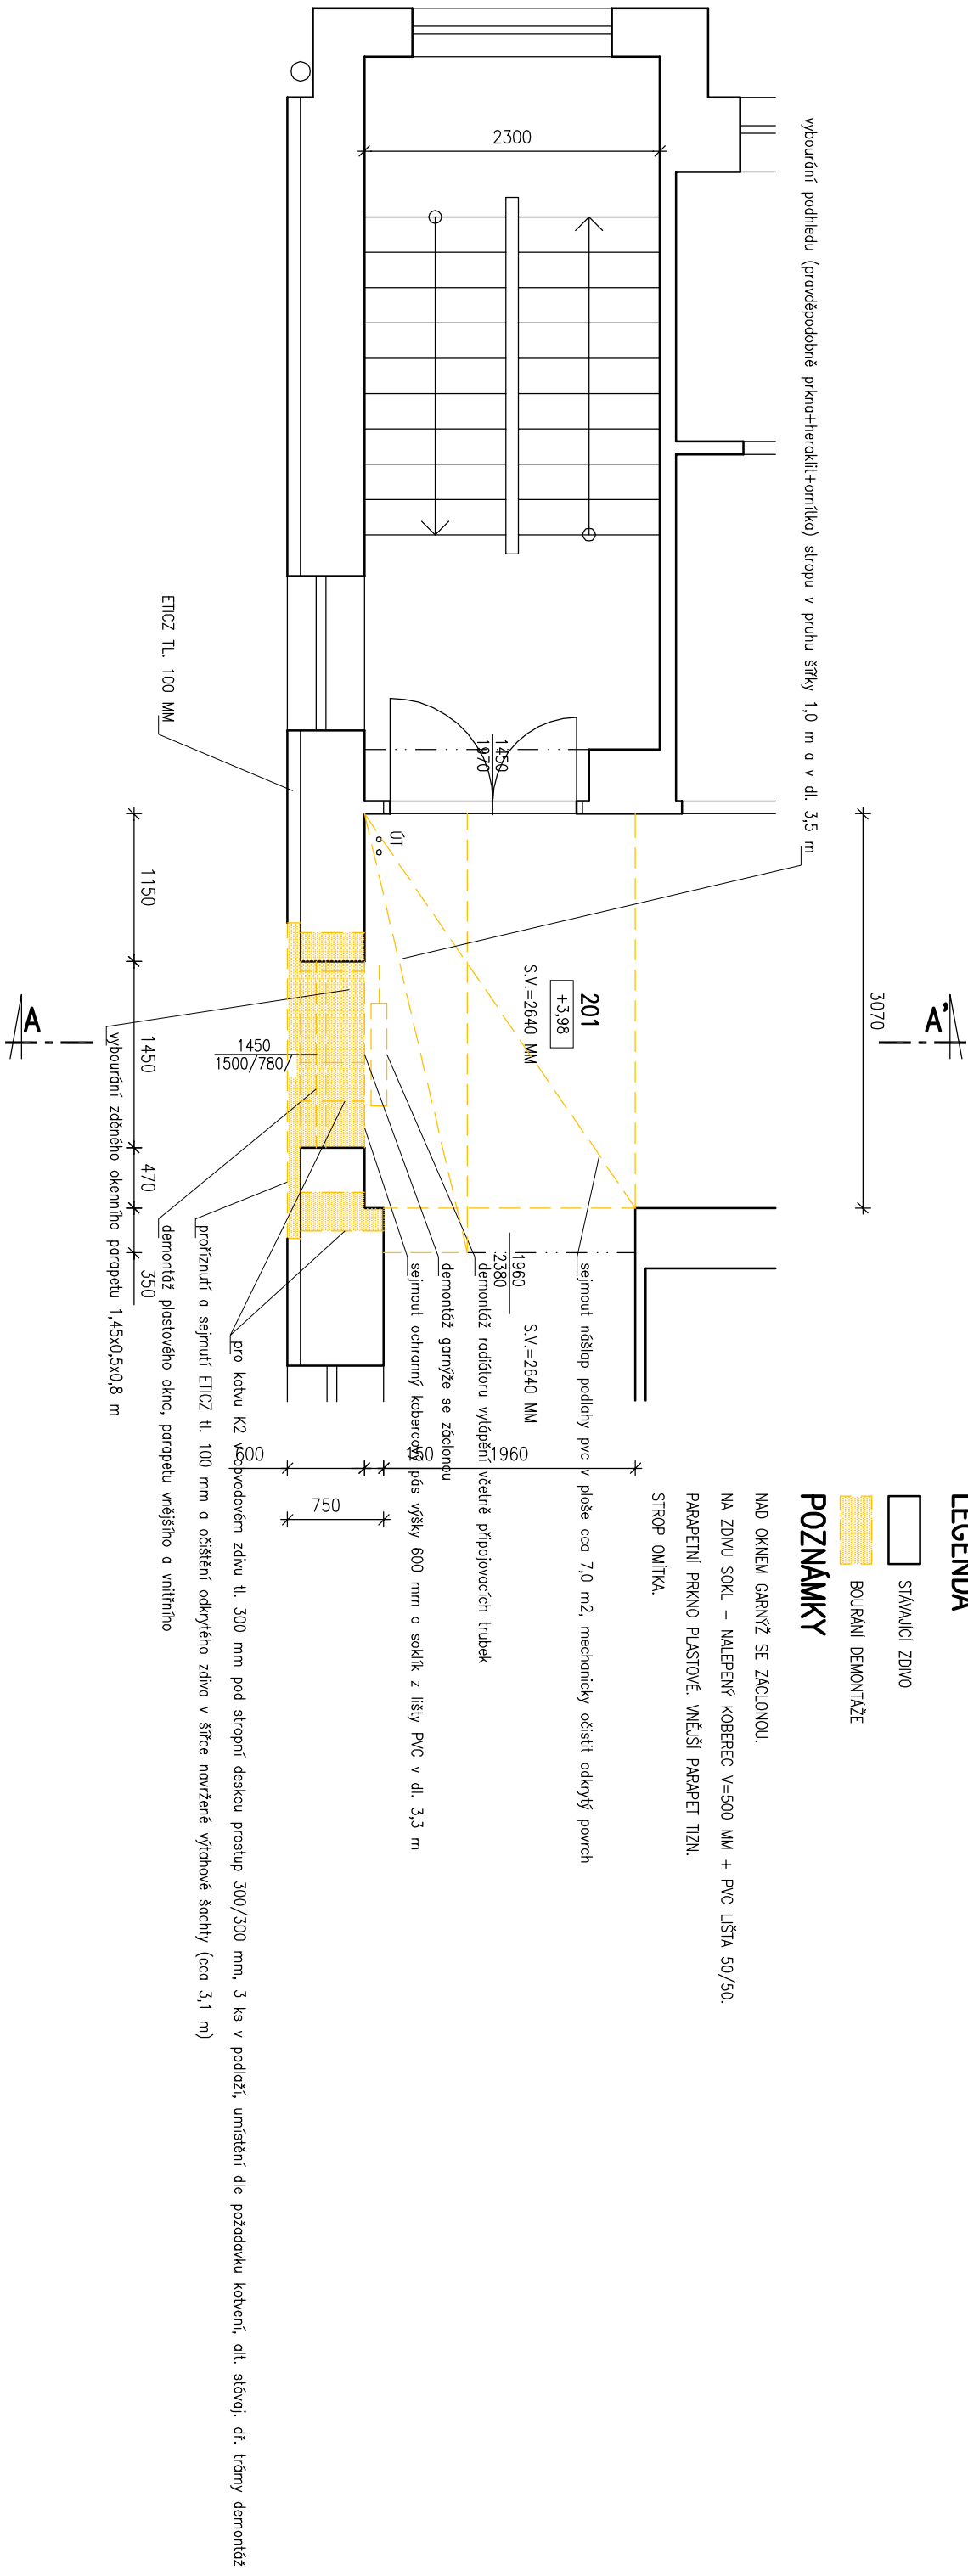 LEGENDA
STÁVAJÍCÍ ZDIVO
BOURÁNÍ DEMONTÁŽE
POZNÁMKY
NAD OKNEM GARNÝŽ SE ZÁCLONOU.
NA ZDIVU SOKL – NALEPENÝ KOBEREC V=500 MM + PVC LIŠTA 50/50.
PARAPETNÍ PRKNO PLASTOVÉ. VNĚJŠÍ PARAPET TIZN.
STROP OMÍTKA.
A'
3070
vybourání podhledu (pravděpodobně prkna+heraklit+omítka) stropu v pruhu šířky 1,0 m a v dl. 3,5 m
2300
1450
1970
201
+3,98
S.V.=2640 MM
ÚT
1960
2380
S.V.=2640 MM
sejmout nášlap podlahy pvc v ploše cca 7,0 m2, mechanicky očistit odkrytý povrch
demontáž radiátoru vytápění včetně připojovacích trubek
demontáž garnýže se záclonou
sejmout ochranný kobercový pás výšky 600 mm a soklík z lišty PVC v dl. 3,3 m
1960
150
600
750
pro kotvu K2 v obvodovém zdivu tl. 300 mm pod stropní deskou prostup 300/300 mm, 3 ks v podlaží, umístění dle požadavku kotvení, alt. stávaj. dř. trámy demontáž
proříznutí a sejmutí ETICZ tl. 100 mm a očištění odkrytého zdiva v šířce navržené výtahové šachty (cca 3,1 m)
demontáž plastového okna, parapetu vnějšího a vnitřního
vybourání zděného okenního parapetu 1,45x0,5x0,8 m
1450
1500/780/
ETICZ TL. 100 MM
1150
1450
470
350
A